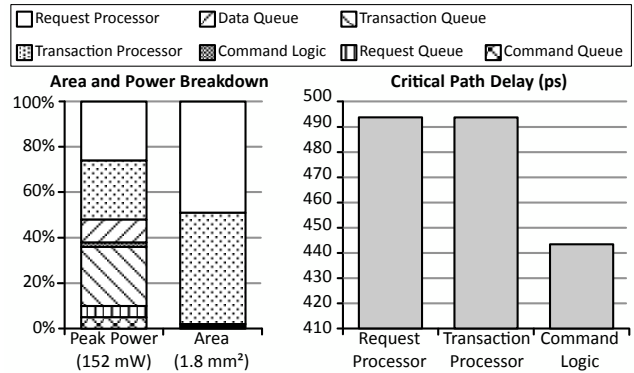 Request Processor Data Queue Transaction Queue
Transaction Processor Command Logic Request Queue Command Queue
Area and Power Breakdown
100%
80%
60%
40%
20%
0%
Peak Power Area
(152 mW) (1.8 mm²)
Critical Path Delay (ps)
500
490
480
470
460
450
440
430
420
410
Request Transaction Command
Processor Processor Logic